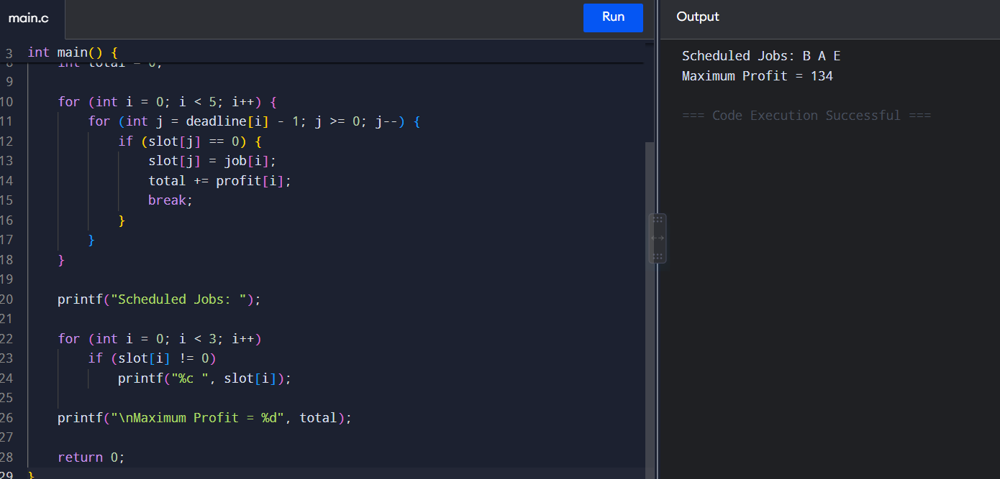 main.c
Run
Output
3 int main() {
8 int total = 0;
9
10 for (int i = 0; i < 5; i++) {
11 for (int j = deadline[i] - 1; j >= 0; j--) {
12 if (slot[j] == 0) {
13 slot[j] = job[i];
14 total += profit[i];
15 break;
16 }
17 }
18 }
19
20 printf("Scheduled Jobs: ");
21
22 for (int i = 0; i < 3; i++)
23 if (slot[i] != 0)
24 printf("%c ", slot[i]);
25
26 printf("\nMaximum Profit = %d", total);
27
28 return 0;
29 }
Scheduled Jobs: B A E
Maximum Profit = 134
=== Code Execution Successful ===